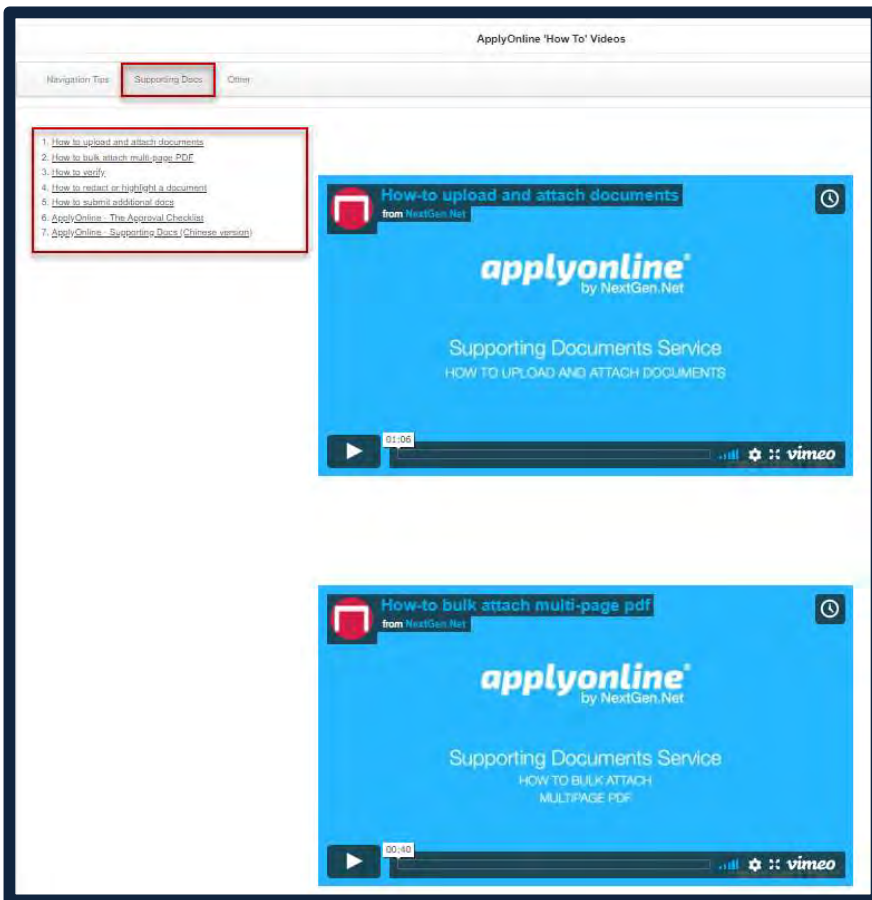 ApplyOnline 'How To' Videos
Navigation Tips Supporting Docs Other
1. How to upload and attach documents
2. How to bulk attach multi-page PDF
3. How to verify
4. How to redact or highlight a document
5. How to submit additional docs
6. ApplyOnline - The Approval Checklist
7. ApplyOnline - Supporting Docs (Chinese version)
How-to upload and attach documents
from NextGen.Net
applyonline®
by NextGen.Net
Supporting Documents Service
HOW TO UPLOAD AND ATTACH DOCUMENTS
01:06
vimeo
How-to bulk attach multi-page pdf
from NextGen.Net
applyonline®
by NextGen.Net
Supporting Documents Service
HOW TO BULK ATTACH
MULTIPAGE PDF
00:40
vimeo